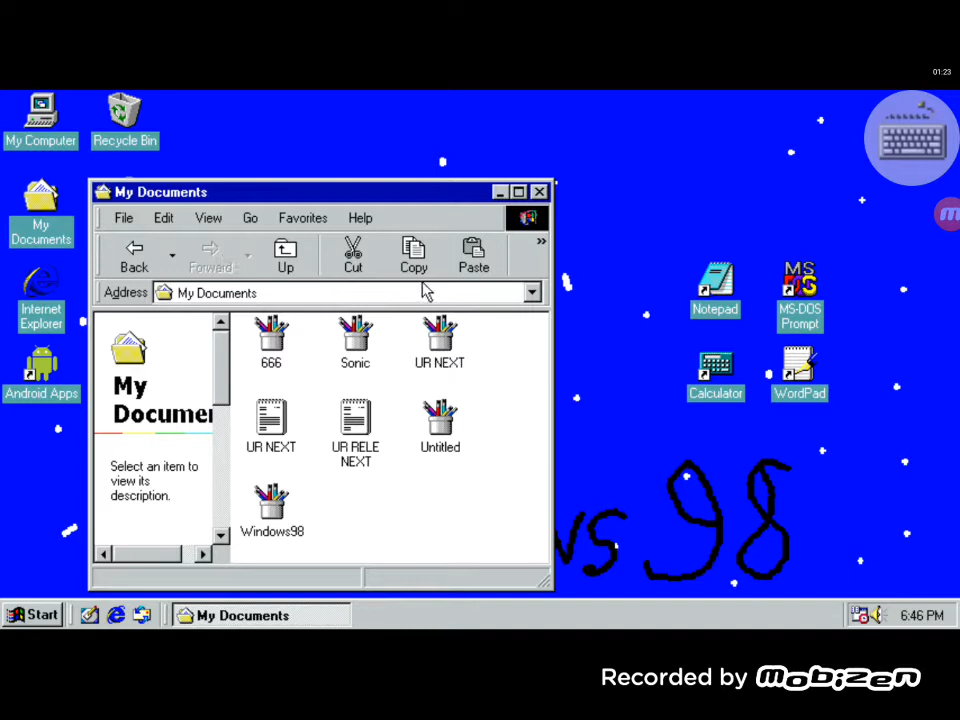 01:23
My Computer
Recycle Bin
My
Documents
Internet
Explorer
Android Apps
My Documents
File Edit View Go Favorites Help
Back Forward Up Cut Copy Paste »
Address My Documents
My
Documen
Select an item to
view its
description.
666 Sonic UR NEXT
UR NEXT UR RELE
NEXT Untitled
Windows98
Notepad
MS
DOS
MS-DOS
Prompt
Calculator
WordPad
ws 98
Start My Documents 6:46 PM
Recorded by mobizen